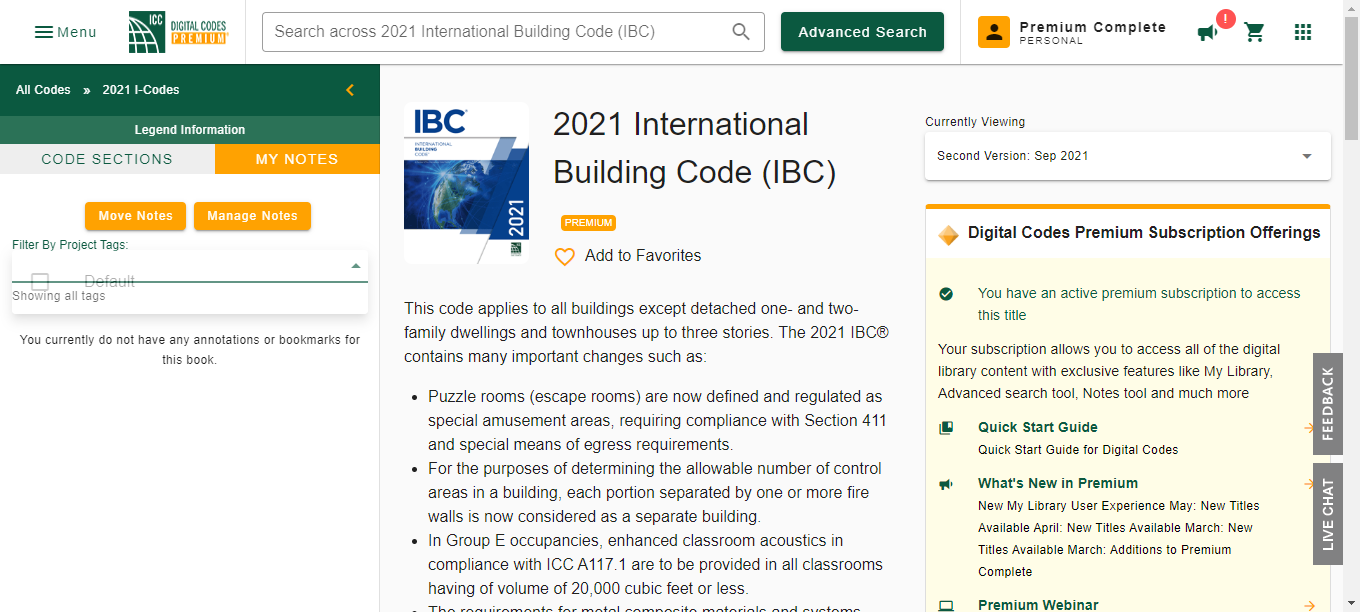 Menu
ICC
DIGITAL CODES
PREMIUM
Search across 2021 International Building Code (IBC)
Advanced Search
Premium Complete
PERSONAL
!
All Codes » 2021 I-Codes
Legend Information
CODE SECTIONS
MY NOTES
Move Notes
Manage Notes
Filter By Project Tags:
Default
Showing all tags
You currently do not have any annotations or bookmarks for
this book.
IBC
INTERNATIONAL
BUILDING
CODE
2021
2021 International
Building Code (IBC)
PREMIUM
Add to Favorites
This code applies to all buildings except detached one- and two-
family dwellings and townhouses up to three stories. The 2021 IBC®
contains many important changes such as:
• Puzzle rooms (escape rooms) are now defined and regulated as
special amusement areas, requiring compliance with Section 411
and special means of egress requirements.
• For the purposes of determining the allowable number of control
areas in a building, each portion separated by one or more fire
walls is now considered as a separate building.
• In Group E occupancies, enhanced classroom acoustics in
compliance with ICC A117.1 are to be provided in all classrooms
having of volume of 20,000 cubic feet or less.
• The requirements for metal composite materials and systems
Currently Viewing
Second Version: Sep 2021
Digital Codes Premium Subscription Offerings
You have an active premium subscription to access
this title
Your subscription allows you to access all of the digital
library content with exclusive features like My Library,
Advanced search tool, Notes tool and much more
Quick Start Guide
Quick Start Guide for Digital Codes
What's New in Premium
New My Library User Experience May: New Titles
Available April: New Titles Available March: New
Titles Available March: Additions to Premium
Complete
Premium Webinar
FEEDBACK
LIVE CHAT